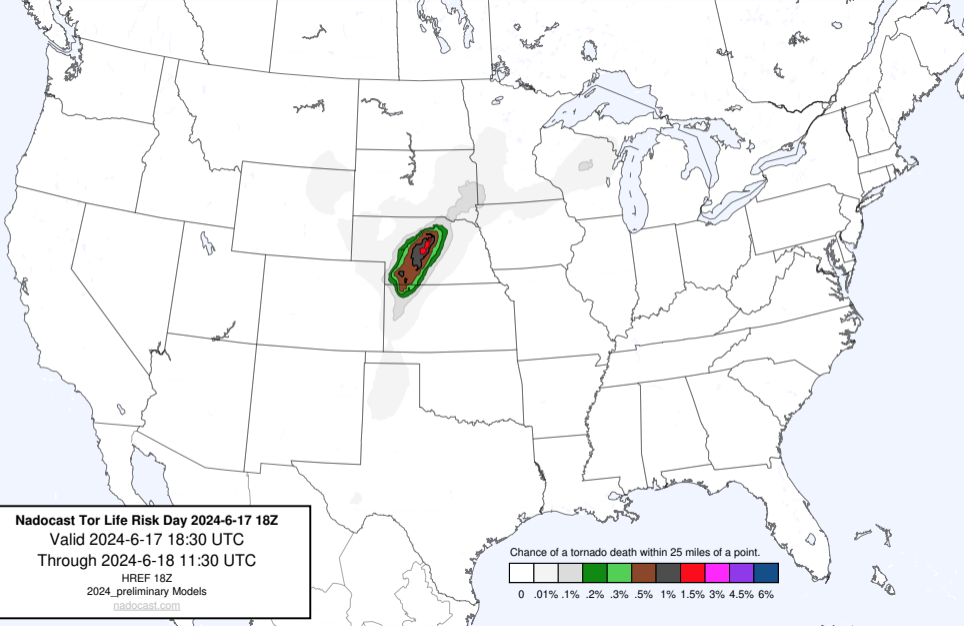 Nadocast Tor Life Risk Day 2024-6-17 18Z
Valid 2024-6-17 18:30 UTC
Through 2024-6-18 11:30 UTC
HREF 18Z
2024_preliminary Models
nadocast.com
Chance of a tornado death within 25 miles of a point.
0 .01% .1% .2% .3% .5% 1% 1.5% 3% 4.5% 6%